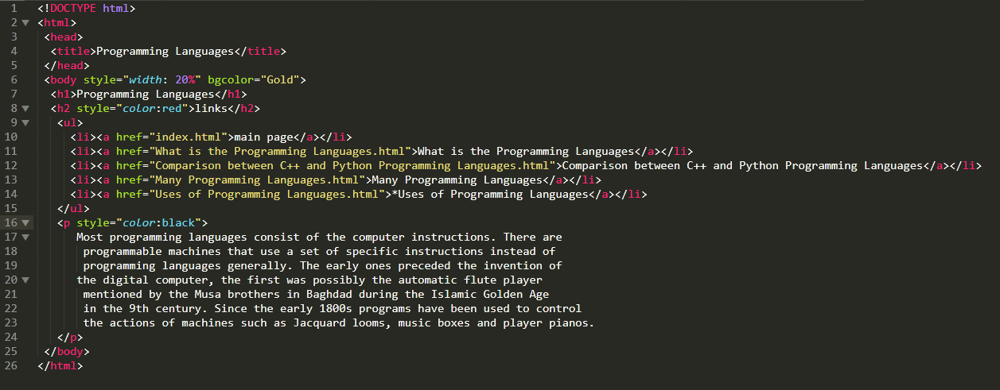 1 <!DOCTYPE html>
2 <html>
3 <head>
4 <title>Programming Languages</title>
5 </head>
6 <body style="width: 20%" bgcolor="Gold">
7 <h1>Programming Languages</h1>
8 <h2 style="color:red">links</h2>
9 <ul>
10 <li><a href="index.html">main page</a></li>
11 <li><a href="What is the Programming Languages.html">What is the Programming Languages</a></li>
12 <li><a href="Comparison between C++ and Python Programming Languages.html">Comparison between C++ and Python Programming Languages</a></li>
13 <li><a href="Many Programming Languages.html">Many Programming Languages</a></li>
14 <li><a href="Uses of Programming Languages.html">*Uses of Programming Languages</a></li>
15 </ul>
16 <p style="color:black">
17 Most programming languages consist of the computer instructions. There are
18 programmable machines that use a set of specific instructions instead of
19 programming languages generally. The early ones preceded the invention of
20 the digital computer, the first was possibly the automatic flute player
21 mentioned by the Musa brothers in Baghdad during the Islamic Golden Age
22 in the 9th century. Since the early 1800s programs have been used to control
23 the actions of machines such as Jacquard looms, music boxes and player pianos.
24 </p>
25 </body>
26 </html>